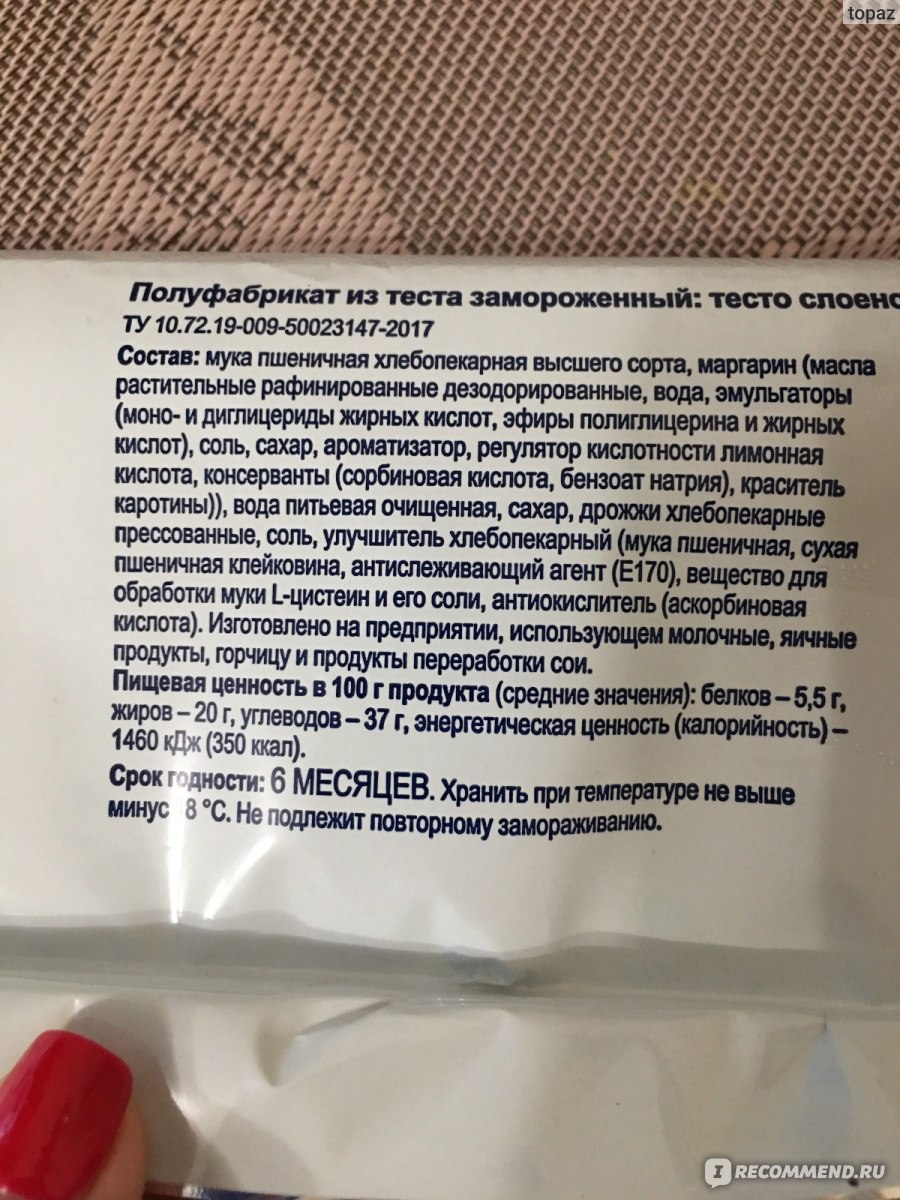 topaz
Полуфабрикат из теста замороженный: тесто слоено
ТУ 10.72.19-009-50023147-2017
Состав: мука пшеничная хлебопекарная высшего сорта, маргарин (масла
растительные рафинированные дезодорированные, вода, эмульгаторы
(моно- и диглицериды жирных кислот, эфиры полиглицерина и жирных
кислот), соль, сахар, ароматизатор, регулятор кислотности лимонная
кислота, консерванты (сорбиновая кислота, бензоат натрия), краситель
каротины)), вода питьевая очищенная, сахар, дрожжи хлебопекарные
прессованные, соль, улучшитель хлебопекарный (мука пшеничная, сухая
пшеничная клейковина, антислеживающий агент (Е170), вещество для
обработки муки L-цистеин и его соли, антиокислитель (аскорбиновая
кислота). Изготовлено на предприятии, использующем молочные, яичные
продукты, горчицу и продукты переработки сои.
Пищевая ценность в 100 г продукта (средние значения): белков – 5,5 г,
жиров – 20 г, углеводов – 37 г, энергетическая ценность (калорийность) –
1460 кДж (350 ккал).
Срок годности: 6 МЕСЯЦЕВ. Хранить при температуре не выше
минус 8 °С. Не подлежит повторному замораживанию.
IRECOMMEND.RU